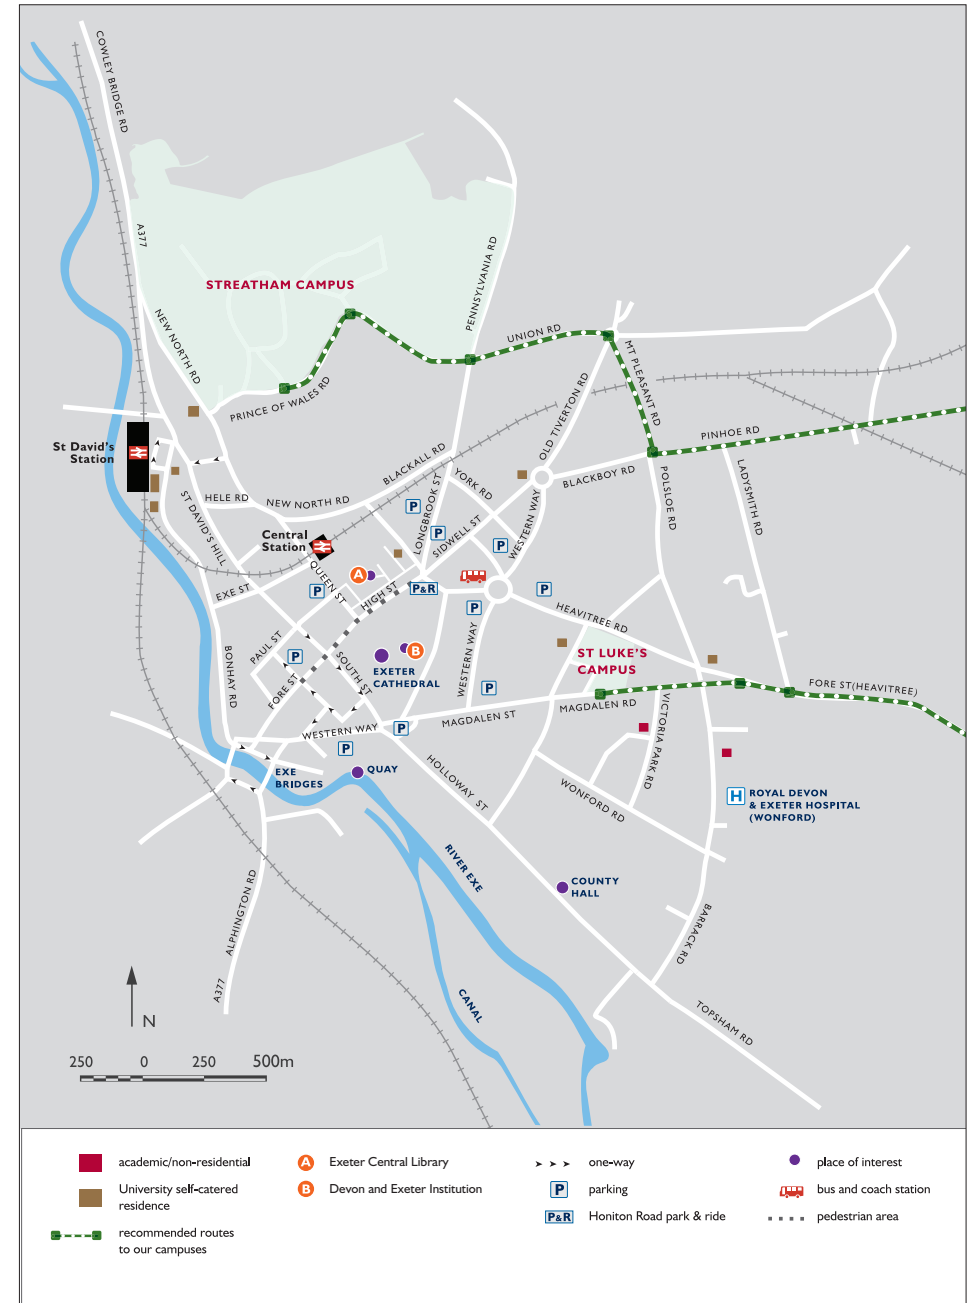 COWLEY BRIDGE RD
A377
STREATHAM CAMPUS
PENNSYLVANIA RD
NEW NORTH RD
UNION RD
MT PLEASANT RD
PRINCE OF WALES RD
OLD TIVERTON RD
PINHOE RD
St David's
Station
BLACKALL RD
YORK RD
BLACKBOY RD
LADYSMITH RD
POLSLOE RD
ST DAVID'S HILL
HELE RD
NEW NORTH RD
LONGBROOK ST
SIDWELL ST
WESTERN WAY
P
P
P
Central
Station
QUEEN ST
A
HIGH ST
P&R
P
P
P
EXE ST
HEAVITREE RD
PAUL ST
P
SOUTH ST
B
EXETER
CATHEDRAL
WESTERN WAY
ST LUKE'S
CAMPUS
BONHAY RD
FORE ST
P
MAGDALEN ST
MAGDALEN RD
FORE ST(HEAVITREE)
VICTORIA PARK RD
WESTERN WAY
P
P
EXE
BRIDGES
QUAY
HOLLOWAY ST
WONFORD RD
H
ROYAL DEVON
& EXETER HOSPITAL
(WONFORD)
RIVER EXE
COUNTY
HALL
ALPHINGTON RD
BARRACK RD
A377
CANAL
TOPSHAM RD
N
250 0 250 500m
academic/non-residential
University self-catered
residence
recommended routes
to our campuses
A Exeter Central Library
B Devon and Exeter Institution
one-way
P parking
P&R Honiton Road park & ride
place of interest
bus and coach station
pedestrian area